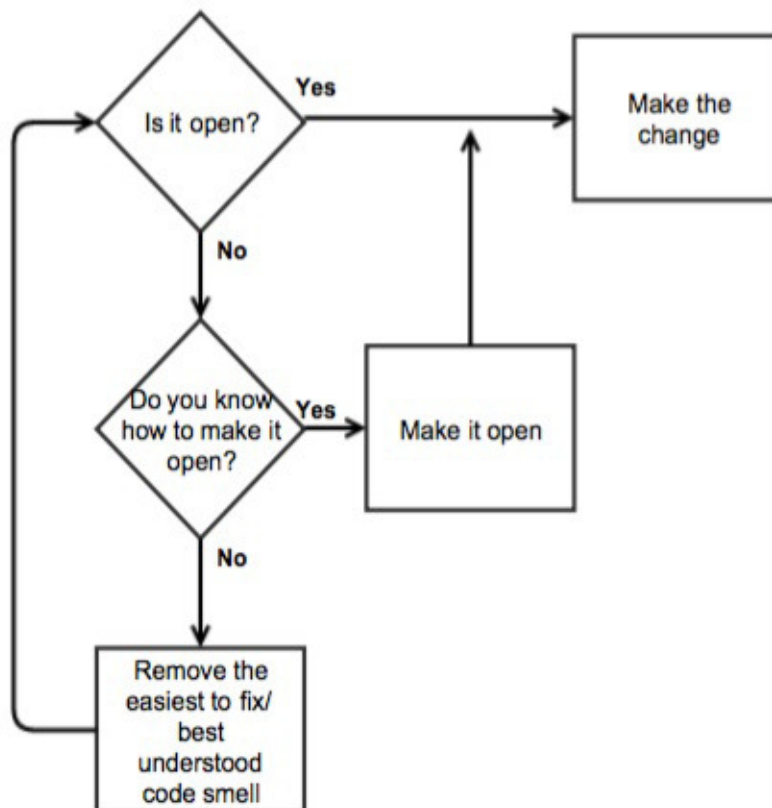 Is it open?
Yes
Make the
change
No
Do you know
how to make it
open?
Yes
Make it open
No
Remove the
easiest to fix/
best
understood
code smell